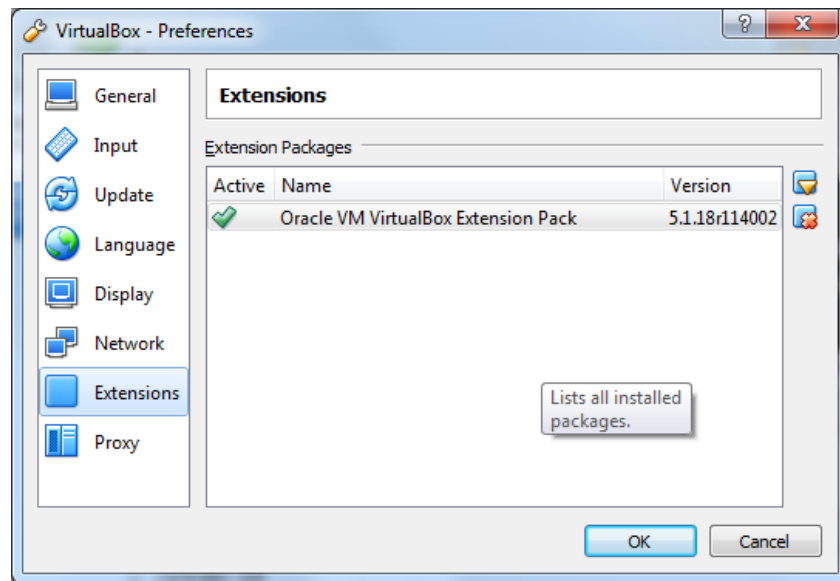 VirtualBox - Preferences
General
Input
Update
Language
Display
Network
Extensions
Proxy
Extensions
Extension Packages
Active Name Version
Oracle VM VirtualBox Extension Pack 5.1.18r114002
Lists all installed
packages.
OK Cancel